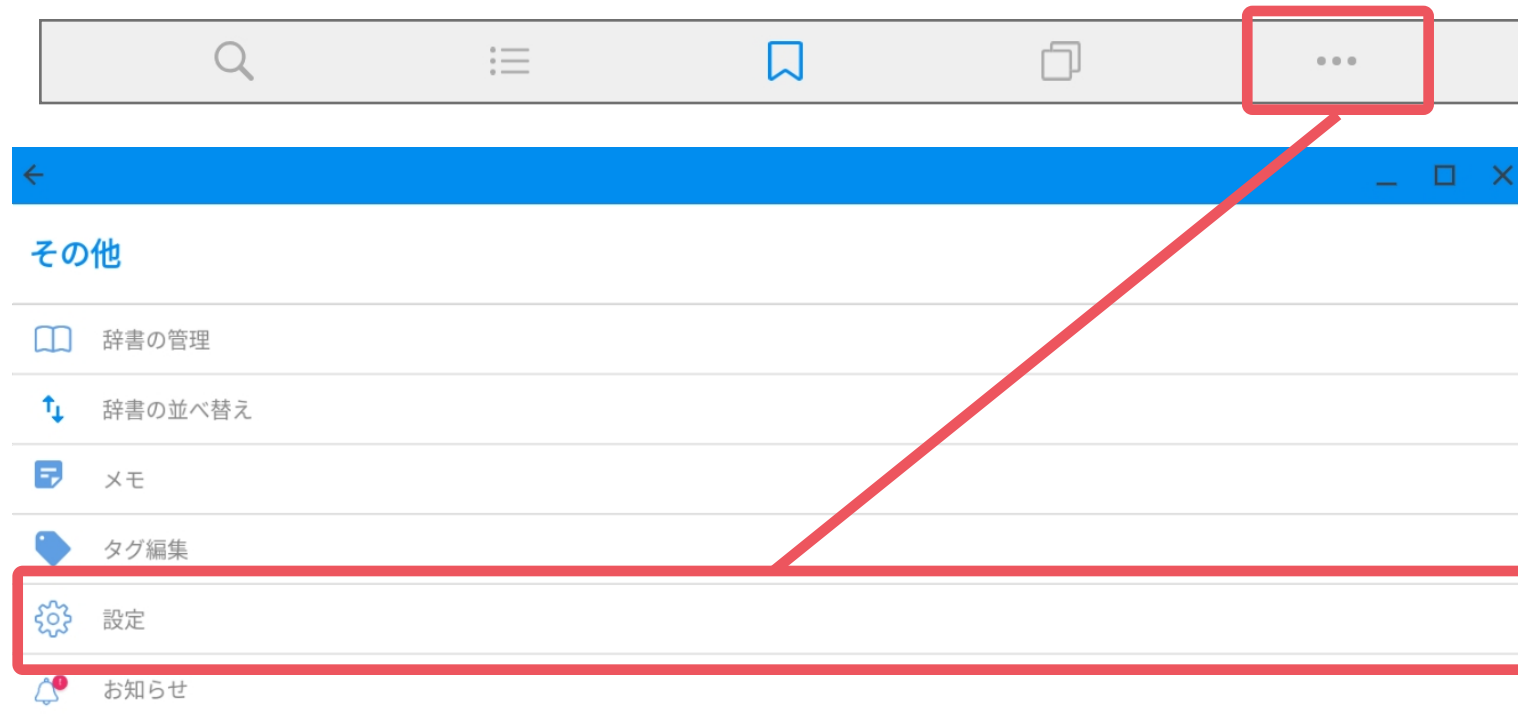 その他
辞書の管理
辞書の並べ替え
メモ
タグ編集
設定
お知らせ